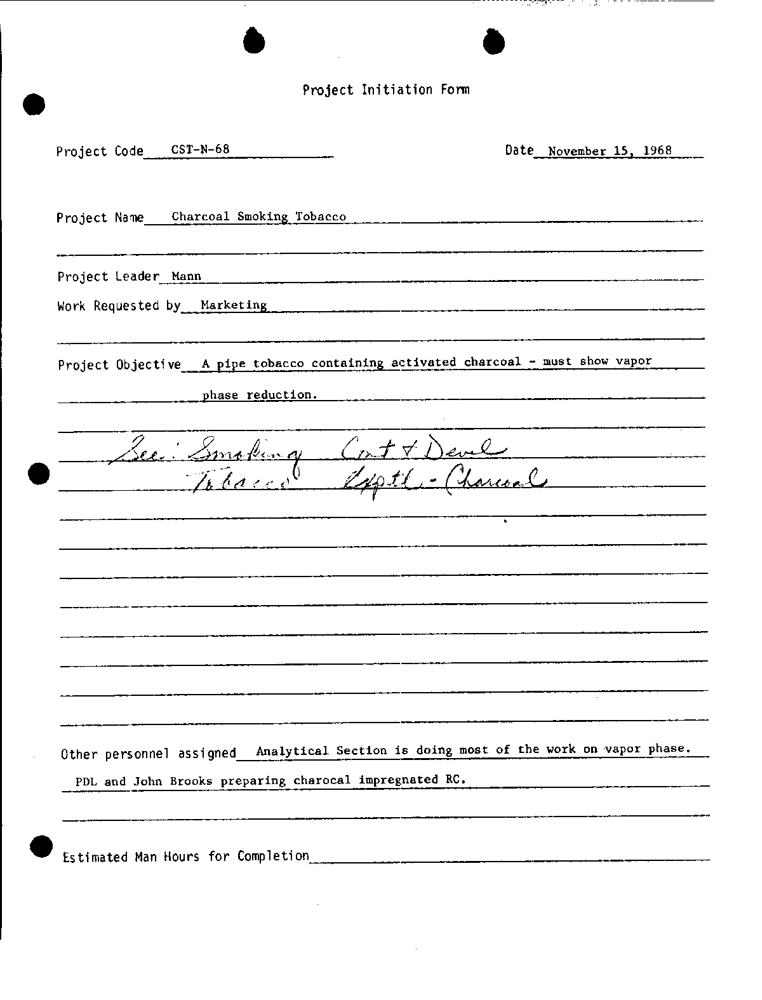 Project Initiation Form
Project Code CST-N-68 Date November 15, 1968
Project Name Charcoal Smoking Tobacco
Project Leader Mann
Work Requested by Marketing
Project Objective A pipe tobacco containing activated charcoal - must show vapor
phase reduction.
See: Smoking Cont & Devel
Tobacco Exptl - Charcoal
Other personnel assigned Analytical Section is doing most of the work on vapor phase.
PDL and John Brooks preparing charocal impregnated RC.
Estimated Man Hours for Completion